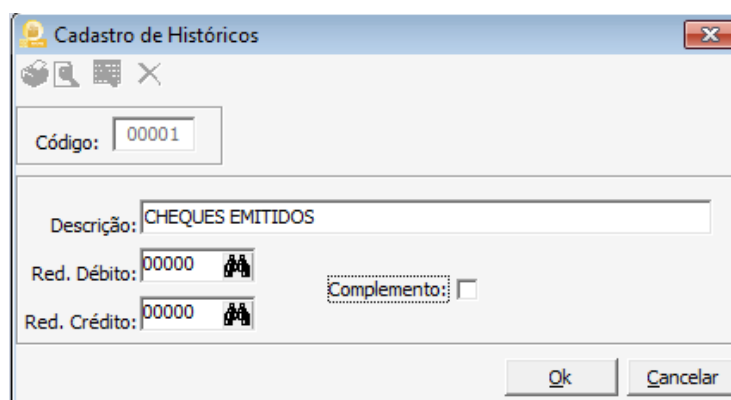 Cadastro de Históricos
Código: 00001
Descrição: CHEQUES EMITIDOS
Red. Débito: 00000
Complemento:
Red. Crédito: 00000
Ok Cancelar